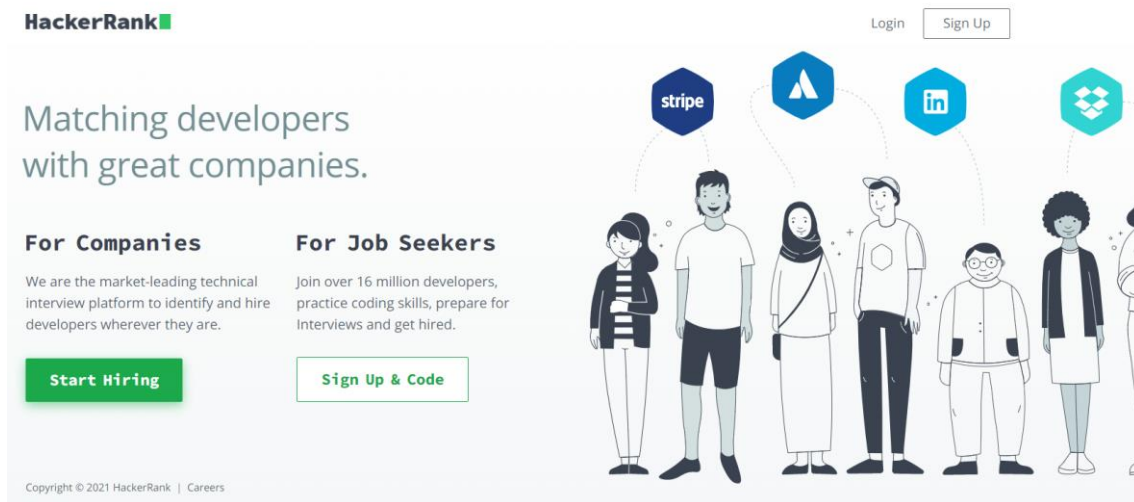 HackerRank
Login
Sign Up
stripe
in
Matching developers
with great companies.
For Companies
We are the market-leading technical
interview platform to identify and hire
developers wherever they are.
Start Hiring
For Job Seekers
Join over 16 million developers,
practice coding skills, prepare for
Interviews and get hired.
Sign Up & Code
Copyright © 2021 HackerRank | Careers